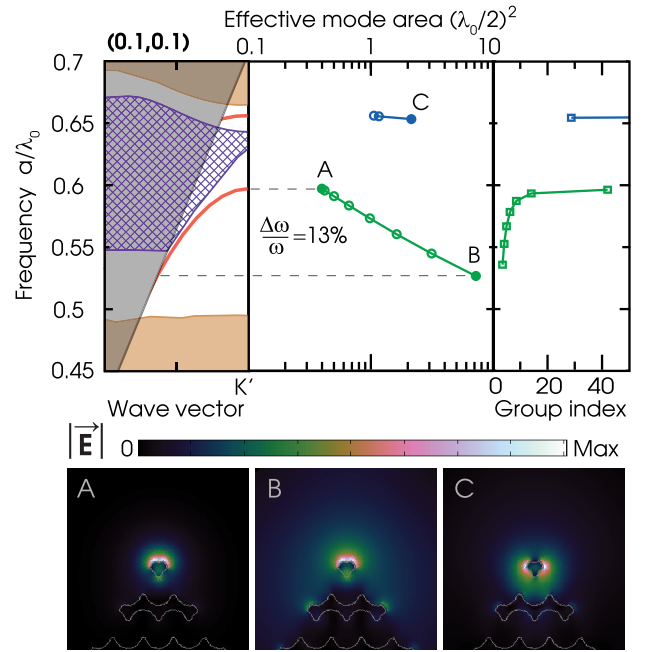 Effective mode area (λ₀/2)²
(0.1,0.1) 0.1 1 10
0.7
0.65
0.6
0.55
0.5
0.45
Frequency a/λ₀
A
B
C
Δω/ω=13%
K′
0 20 40
Wave vector
Group index
|E⃗| 0 Max
A B C